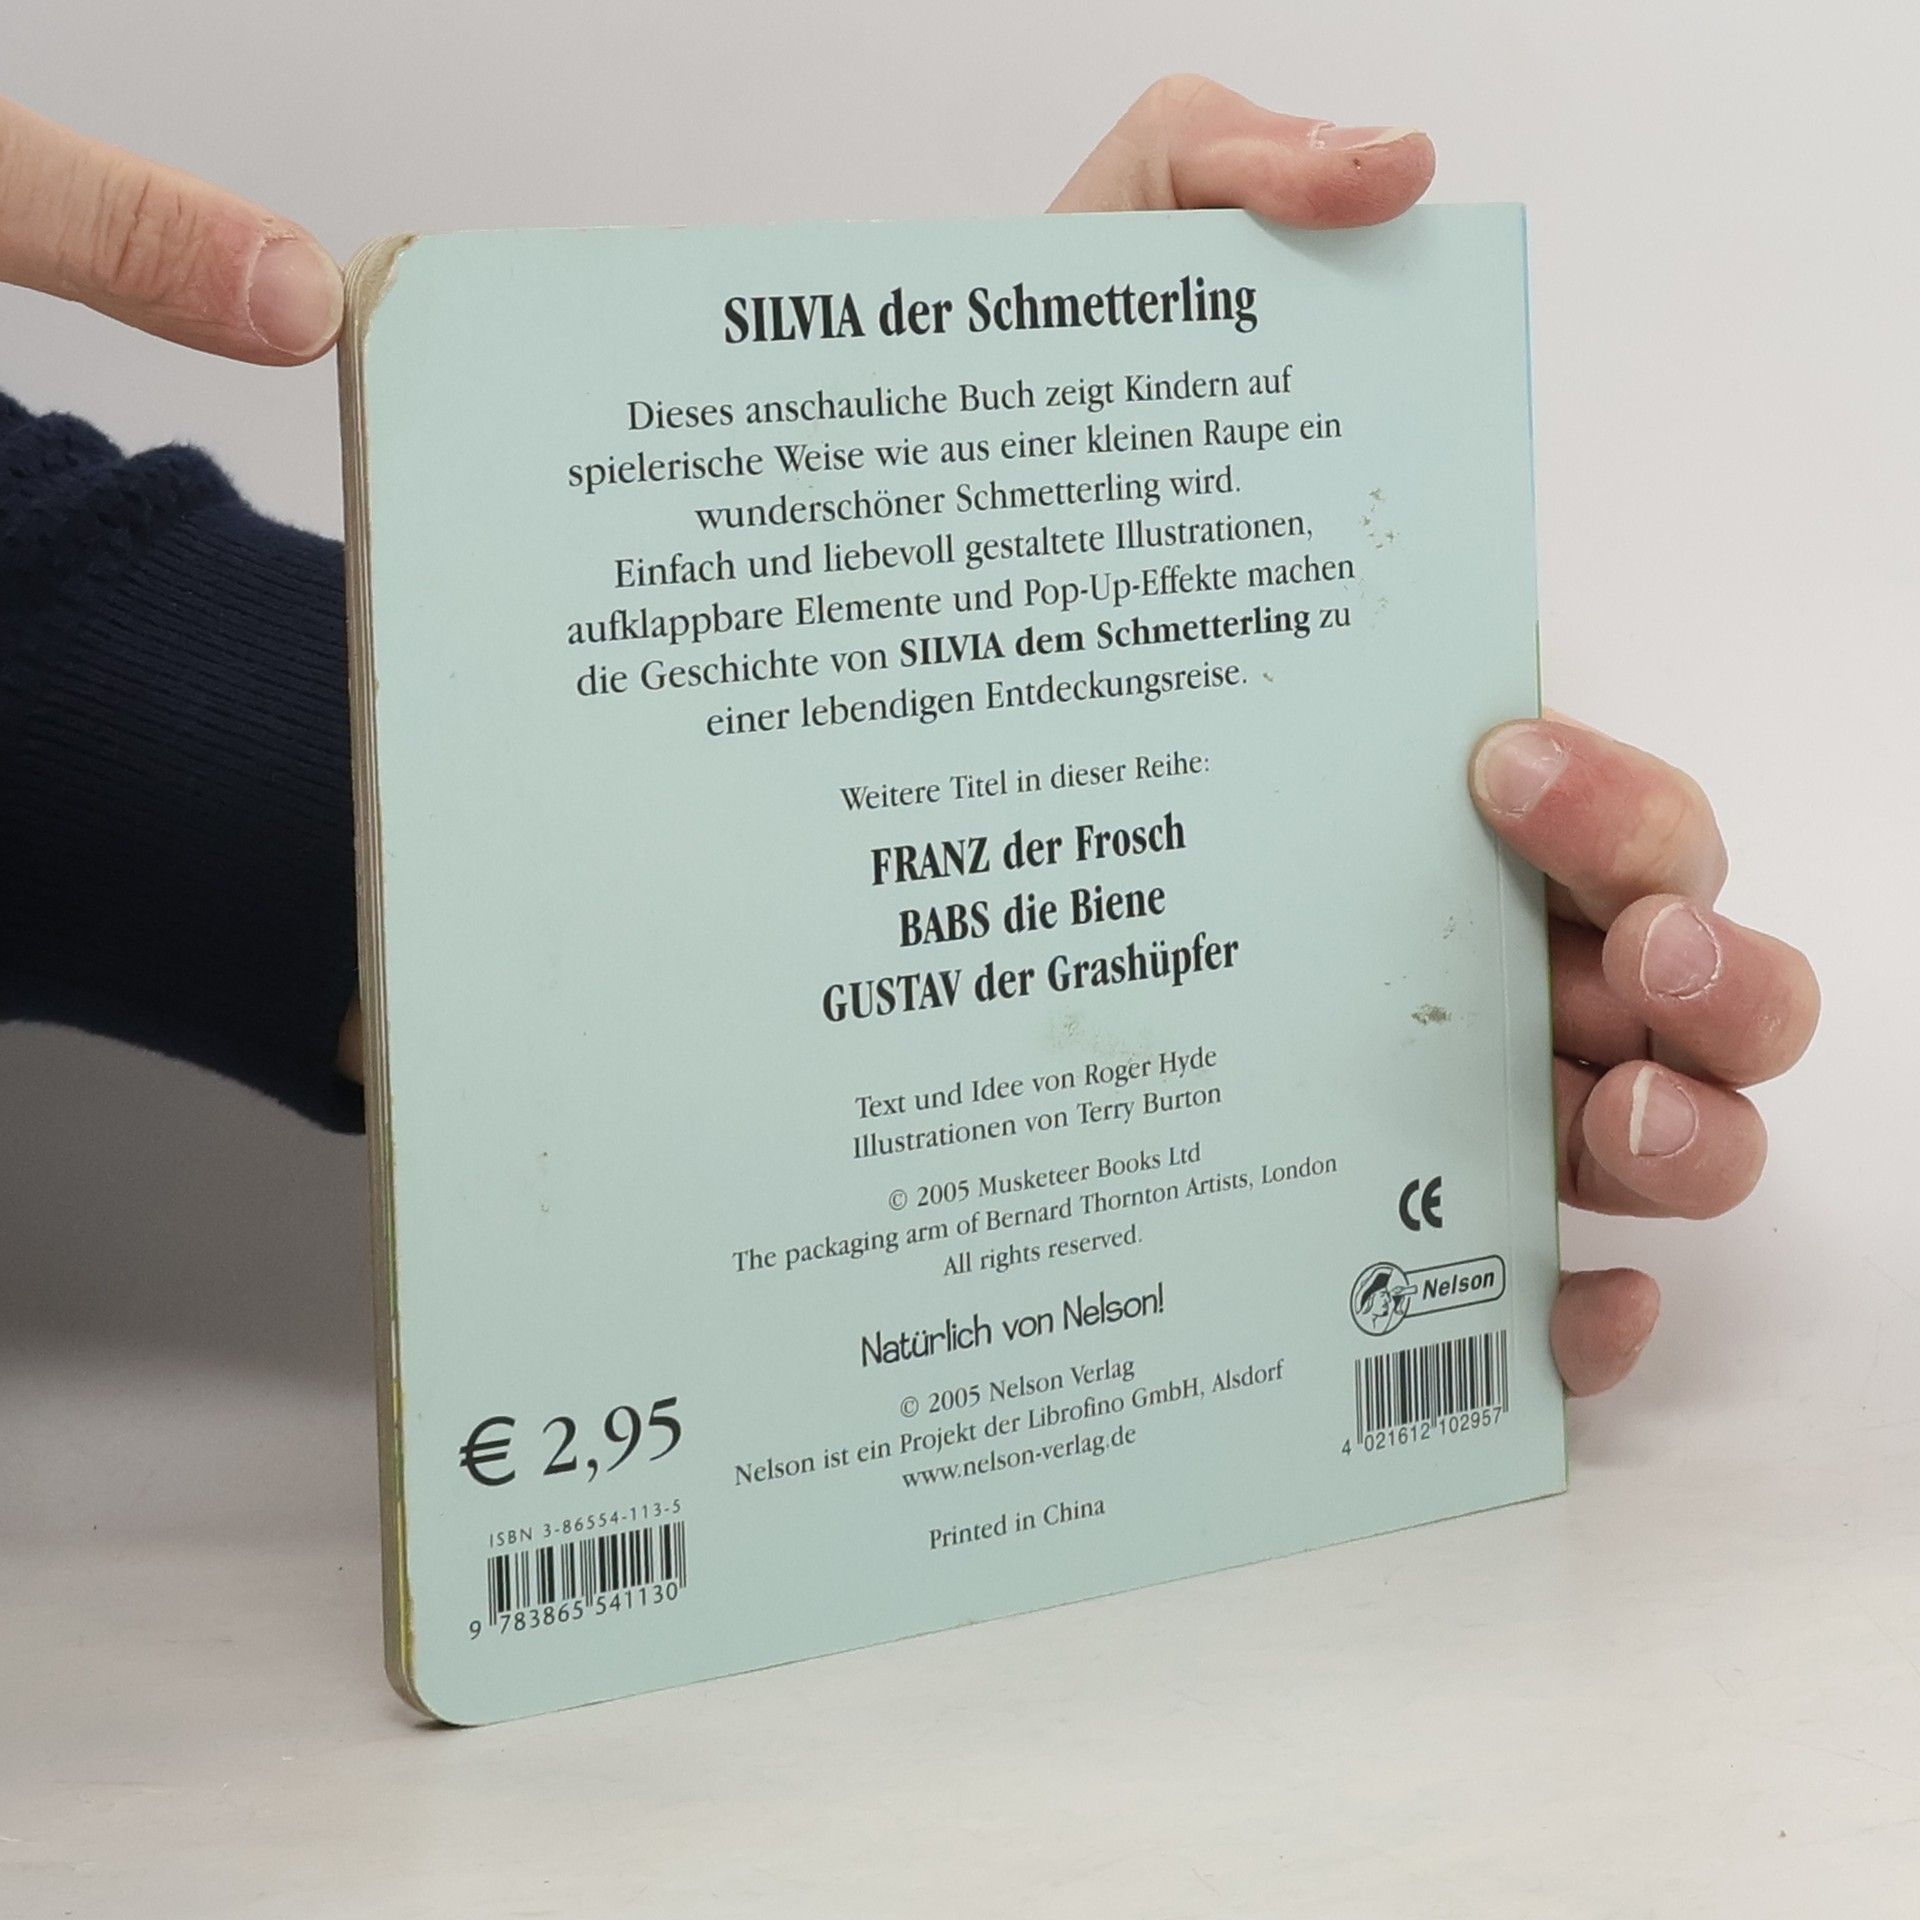 SILVIA der Schmetterling
Dieses anschauliche Buch zeigt Kindern auf
spielerische Weise wie aus einer kleinen Raupe ein
wunderschöner Schmetterling wird.
Einfach und liebevoll gestaltete Illustrationen,
aufklappbare Elemente und Pop-Up-Effekte machen
die Geschichte von SILVIA dem Schmetterling zu
einer lebendigen Entdeckungsreise.
Weitere Titel in dieser Reihe:
FRANZ der Frosch
BABS die Biene
GUSTAV der Grashüpfer
Text und Idee von Roger Hyde
Illustrationen von Terry Burton
© 2005 Musketeer Books Ltd
The packaging arm of Bernard Thornton Artists, London
All rights reserved.
Natürlich von Nelson!
© 2005 Nelson Verlag
Nelson ist ein Projekt der Librofino GmbH, Alsdorf
www.nelson-verlag.de
Printed in China
€ 2,95
ISBN 3-86554-113-5
9 783865 541130
CE
Nelson
4 021612 102957